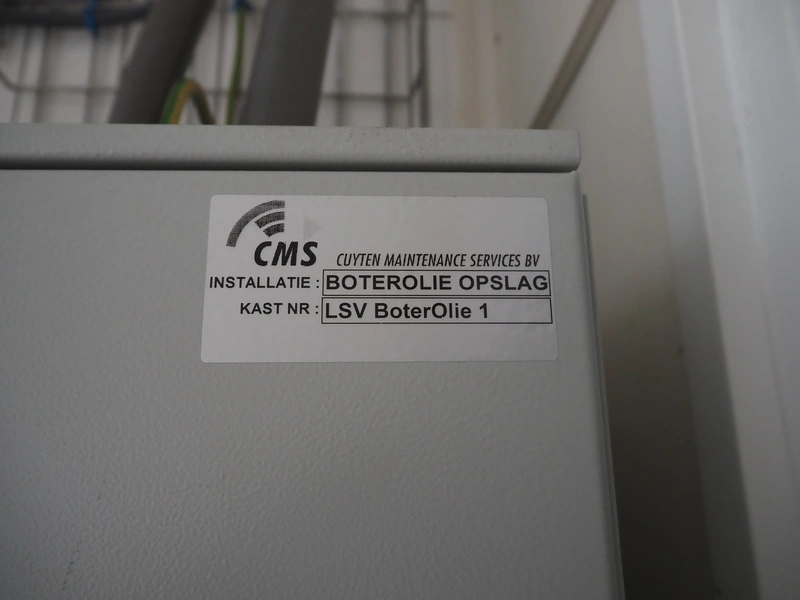 CMS CUYTEN MAINTENANCE SERVICES BV
INSTALLATIE : BOTEROLIE OPSLAG
KAST NR : LSV BoterOlie 1